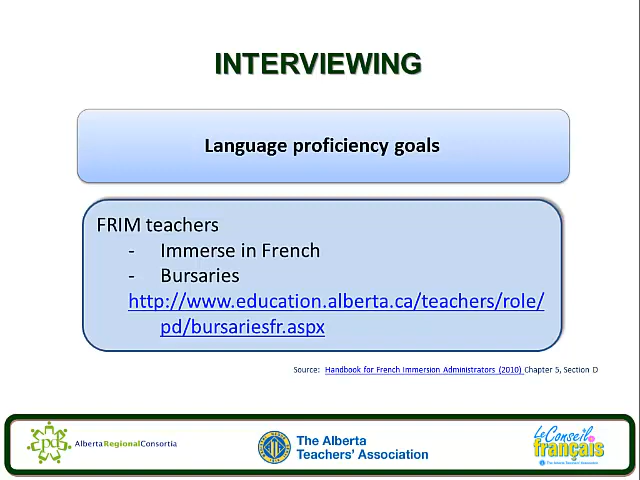 INTERVIEWING
Language proficiency goals
FRIM teachers
- Immerse in French
- Bursaries
http://www.education.alberta.ca/teachers/role/
pd/bursariesfr.aspx
Source: Handbook for French Immersion Administrators (2010) Chapter 5, Section D
pdc AlbertaRegionalConsortia
The Alberta
Teachers' Association
Le Conseil
français